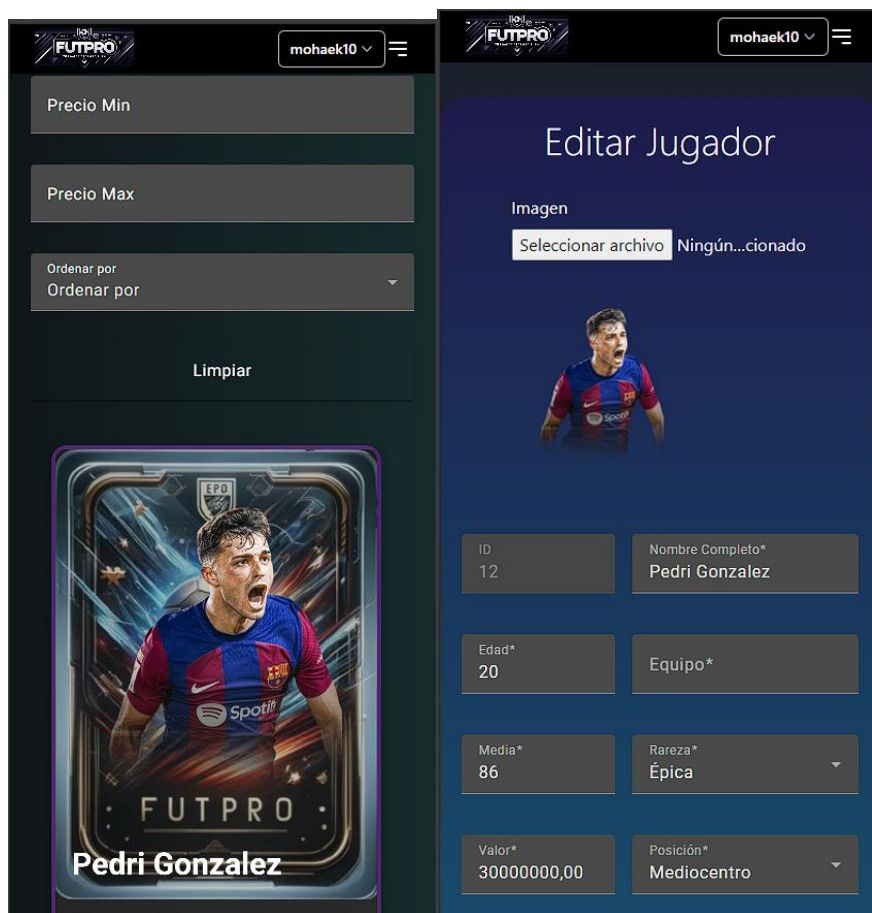 FUTPRO
mohaek10
Precio Min
Precio Max
Ordenar por
Ordenar por
Limpiar
EPO
Spotify
FUTPRO
Pedri Gonzalez
FUTPRO
mohaek10
Editar Jugador
Imagen
Seleccionar archivo Ningún...cionado
Spotify
ID
12
Nombre Completo*
Pedri Gonzalez
Edad*
20
Equipo*
Media*
86
Rareza*
Épica
Valor*
30000000,00
Posición*
Mediocentro